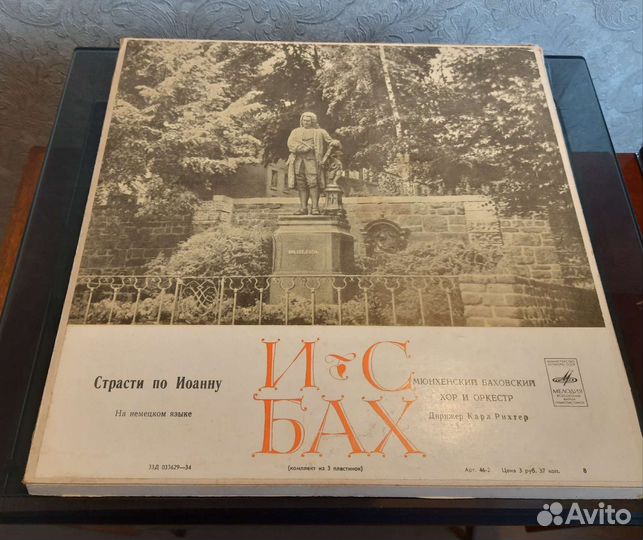 И~С
БАХ
Страсти по Иоанну
На немецком языке
МЮНХЕНСКИЙ БАХОВСКИЙ
ХОР И ОРКЕСТР
Дирижер Карл Рихтер
МЕЛОДИЯ
33Д 033629—34
(комплект из 3 пластинок)
Арт. 46-2 Цена 3 руб. 37 коп. В
Avito